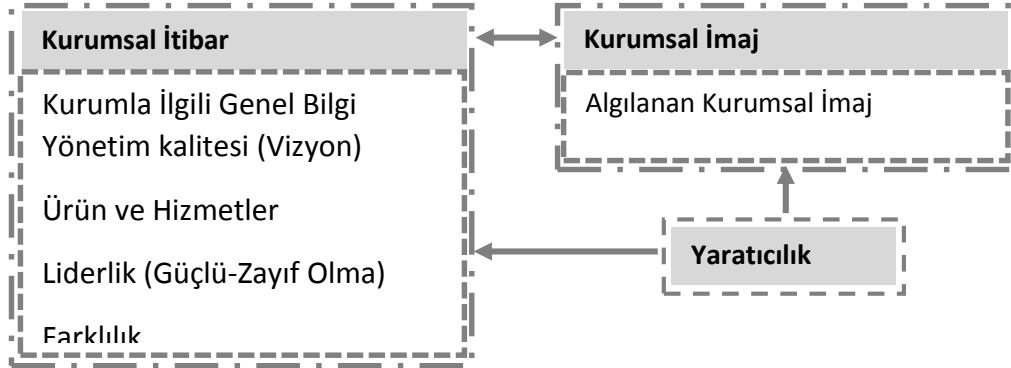 Kurumsal İtibar
Kurumla İlgili Genel Bilgi
Yönetim kalitesi (Vizyon)
Ürün ve Hizmetler
Liderlik (Güçlü-Zayıf Olma)
Farklılık
Kurumsal İmaj
Algılanan Kurumsal İmaj
Yaratıcılık